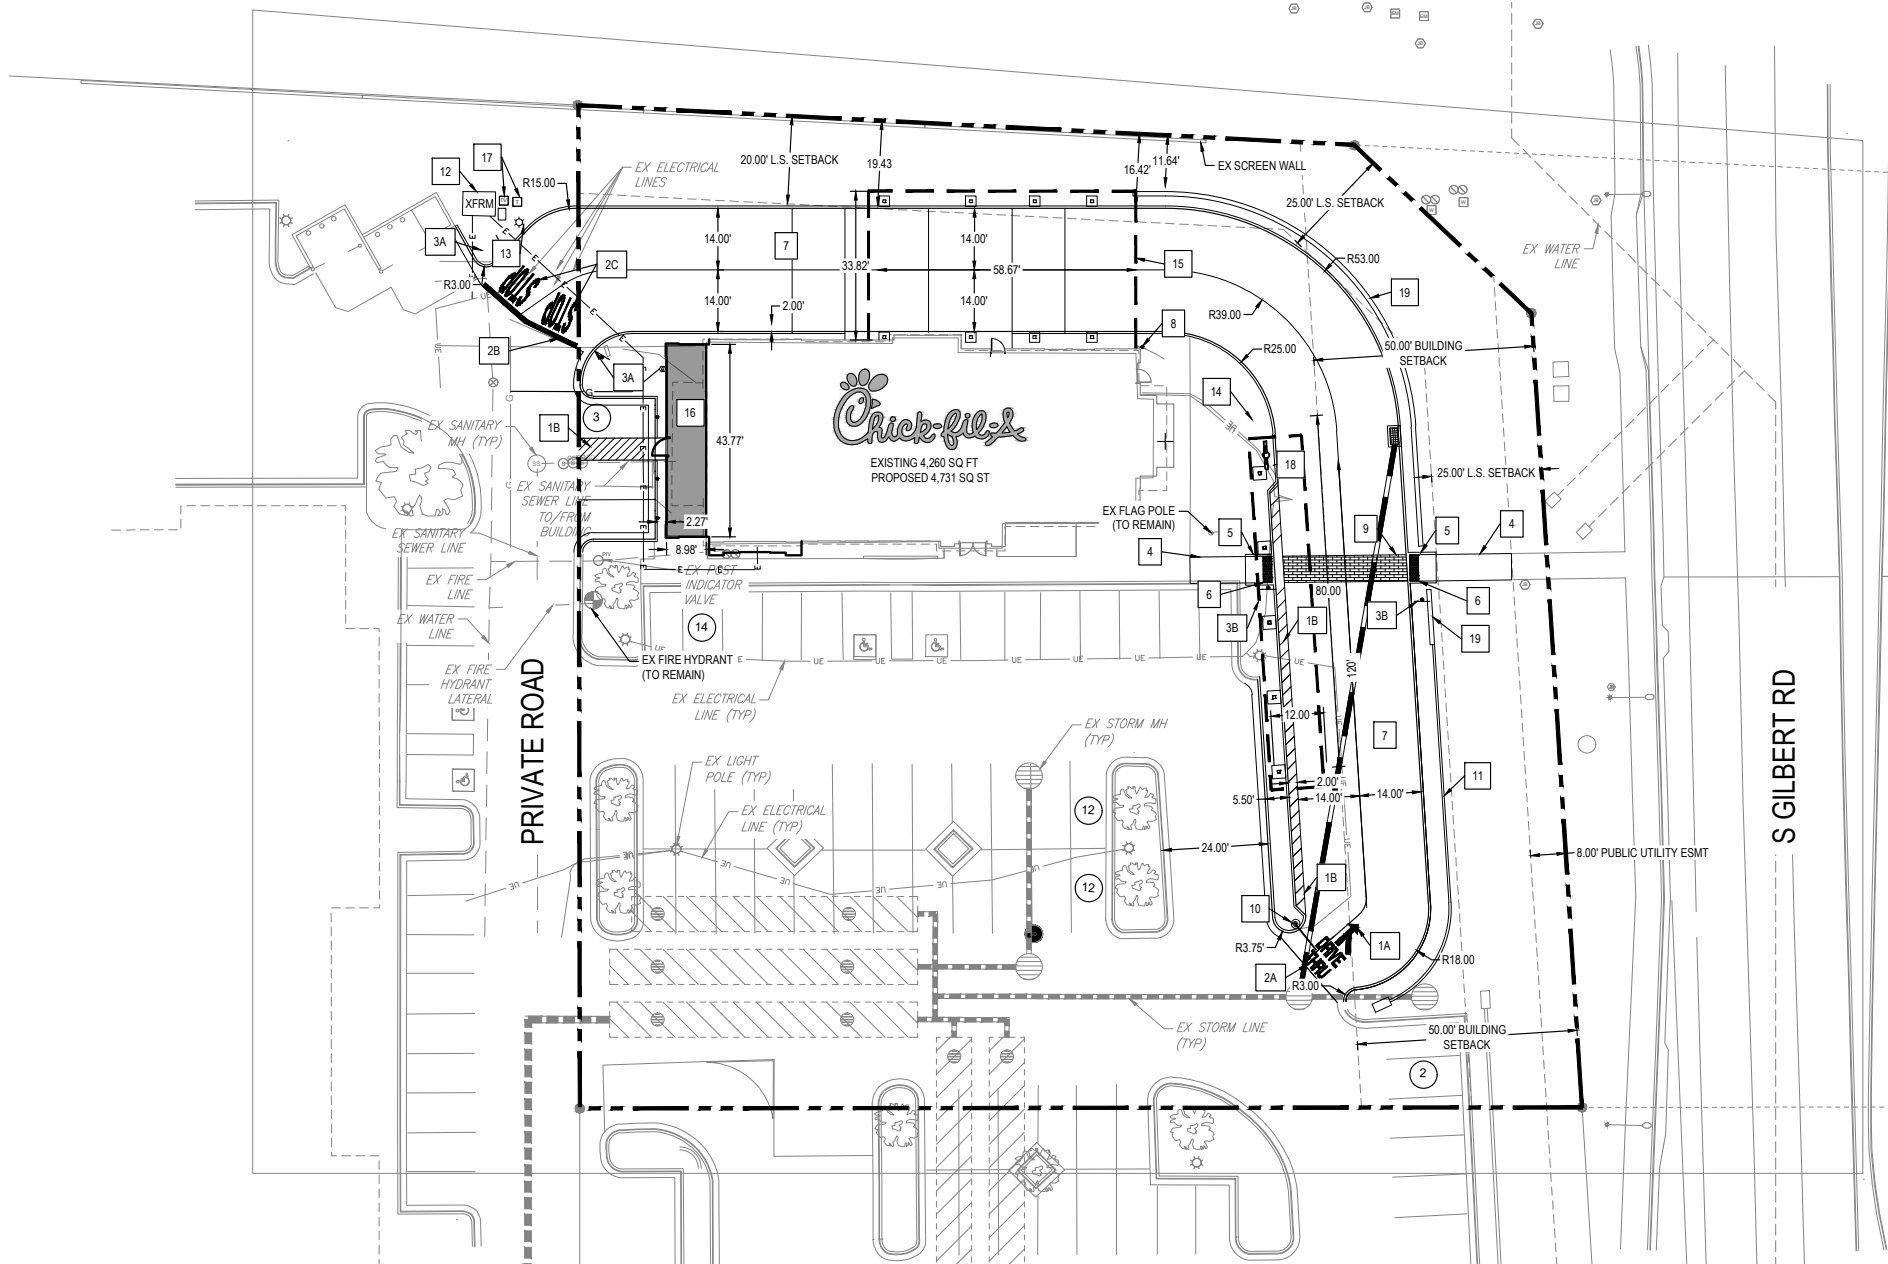 EX SCREEN WALL
20.00' L.S. SETBACK
19.43
16.42'
11.64'
25.00' L.S. SETBACK
EX ELECTRICAL
LINES
12
17
XFRM
R15.00
3A
13
2C
R3.00
2B
3A
14.00'
14.00'
7
33.82'
2.00'
14.00'
14.00'
58.67'
15
8
R53.00
19
R39.00
R25.00
50.00' BUILDING
SETBACK
EX WATER
LINE
14
16
43.77'
3
1B
Chick-fil-A
EXISTING 4,260 SQ FT
PROPOSED 4,731 SQ ST
EX SANITARY
MH (TYP)
EX SANITARY
SEWER LINE
TO/FROM
BUILDING
EX SANITARY
SEWER LINE
2.27'
8.98'
EX POST
INDICATOR
VALVE
PIV
SS
EX FIRE
LINE
EX WATER
LINE
EX FIRE
HYDRANT
LATERAL
EX FLAG POLE
(TO REMAIN)
18
25.00' L.S. SETBACK
4
5
9
5
4
6
3B
1B
80.00
3B
6
19
14
EX FIRE HYDRANT
(TO REMAIN)
EX ELECTRICAL
LINE (TYP)
UE
UE
UE
UE
UE
UE
120'
12.00
EX STORM MH
(TYP)
EX LIGHT
POLE (TYP)
EX ELECTRICAL
LINE (TYP)
12
12
7
11
2.00'
5.50'
14.00'
14.00'
24.00'
8.00' PUBLIC UTILITY ESMT
1B
10
R3.75'
DRIVE
THRU
1A
2A
R3.00
R18.00
EX STORM LINE
(TYP)
50.00' BUILDING
SETBACK
2
PRIVATE ROAD
S GILBERT RD